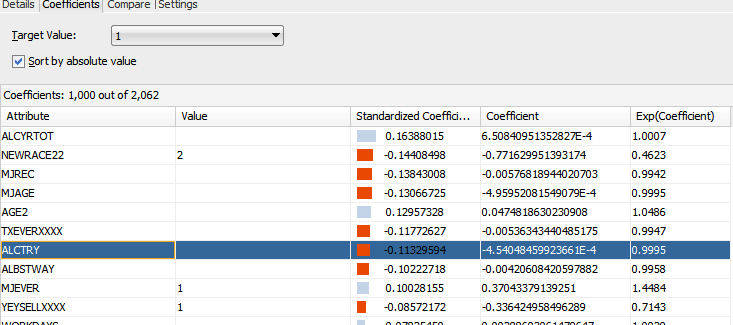 Details Coefficients Compare Settings
Target Value: 1
Sort by absolute value
Coefficients: 1,000 out of 2,062
Attribute Value Standardized Coeffici... Coefficient Exp(Coefficient)
ALCYRTOT 0.16388015 6.50840951352827E-4 1.0007
NEWRACE22 2 -0.14408498 -0.771629951393174 0.4623
MJREC -0.13843008 -0.00576818944020703 0.9942
MJAGE -0.13066725 -4.95952081549079E-4 0.9995
AGE2 0.12957328 0.0474818630230908 1.0486
TXEVERXXXX -0.11772627 -0.00536343440485175 0.9947
ALCTRY -0.11329594 -4.54048459923661E-4 0.9995
ALBSTWAY -0.10222718 -0.00420608420597882 0.9958
MJEVER 1 0.10028155 0.37043379139251 1.4484
YEYSELLXXXX 1 -0.08572172 -0.336424958496289 0.7143